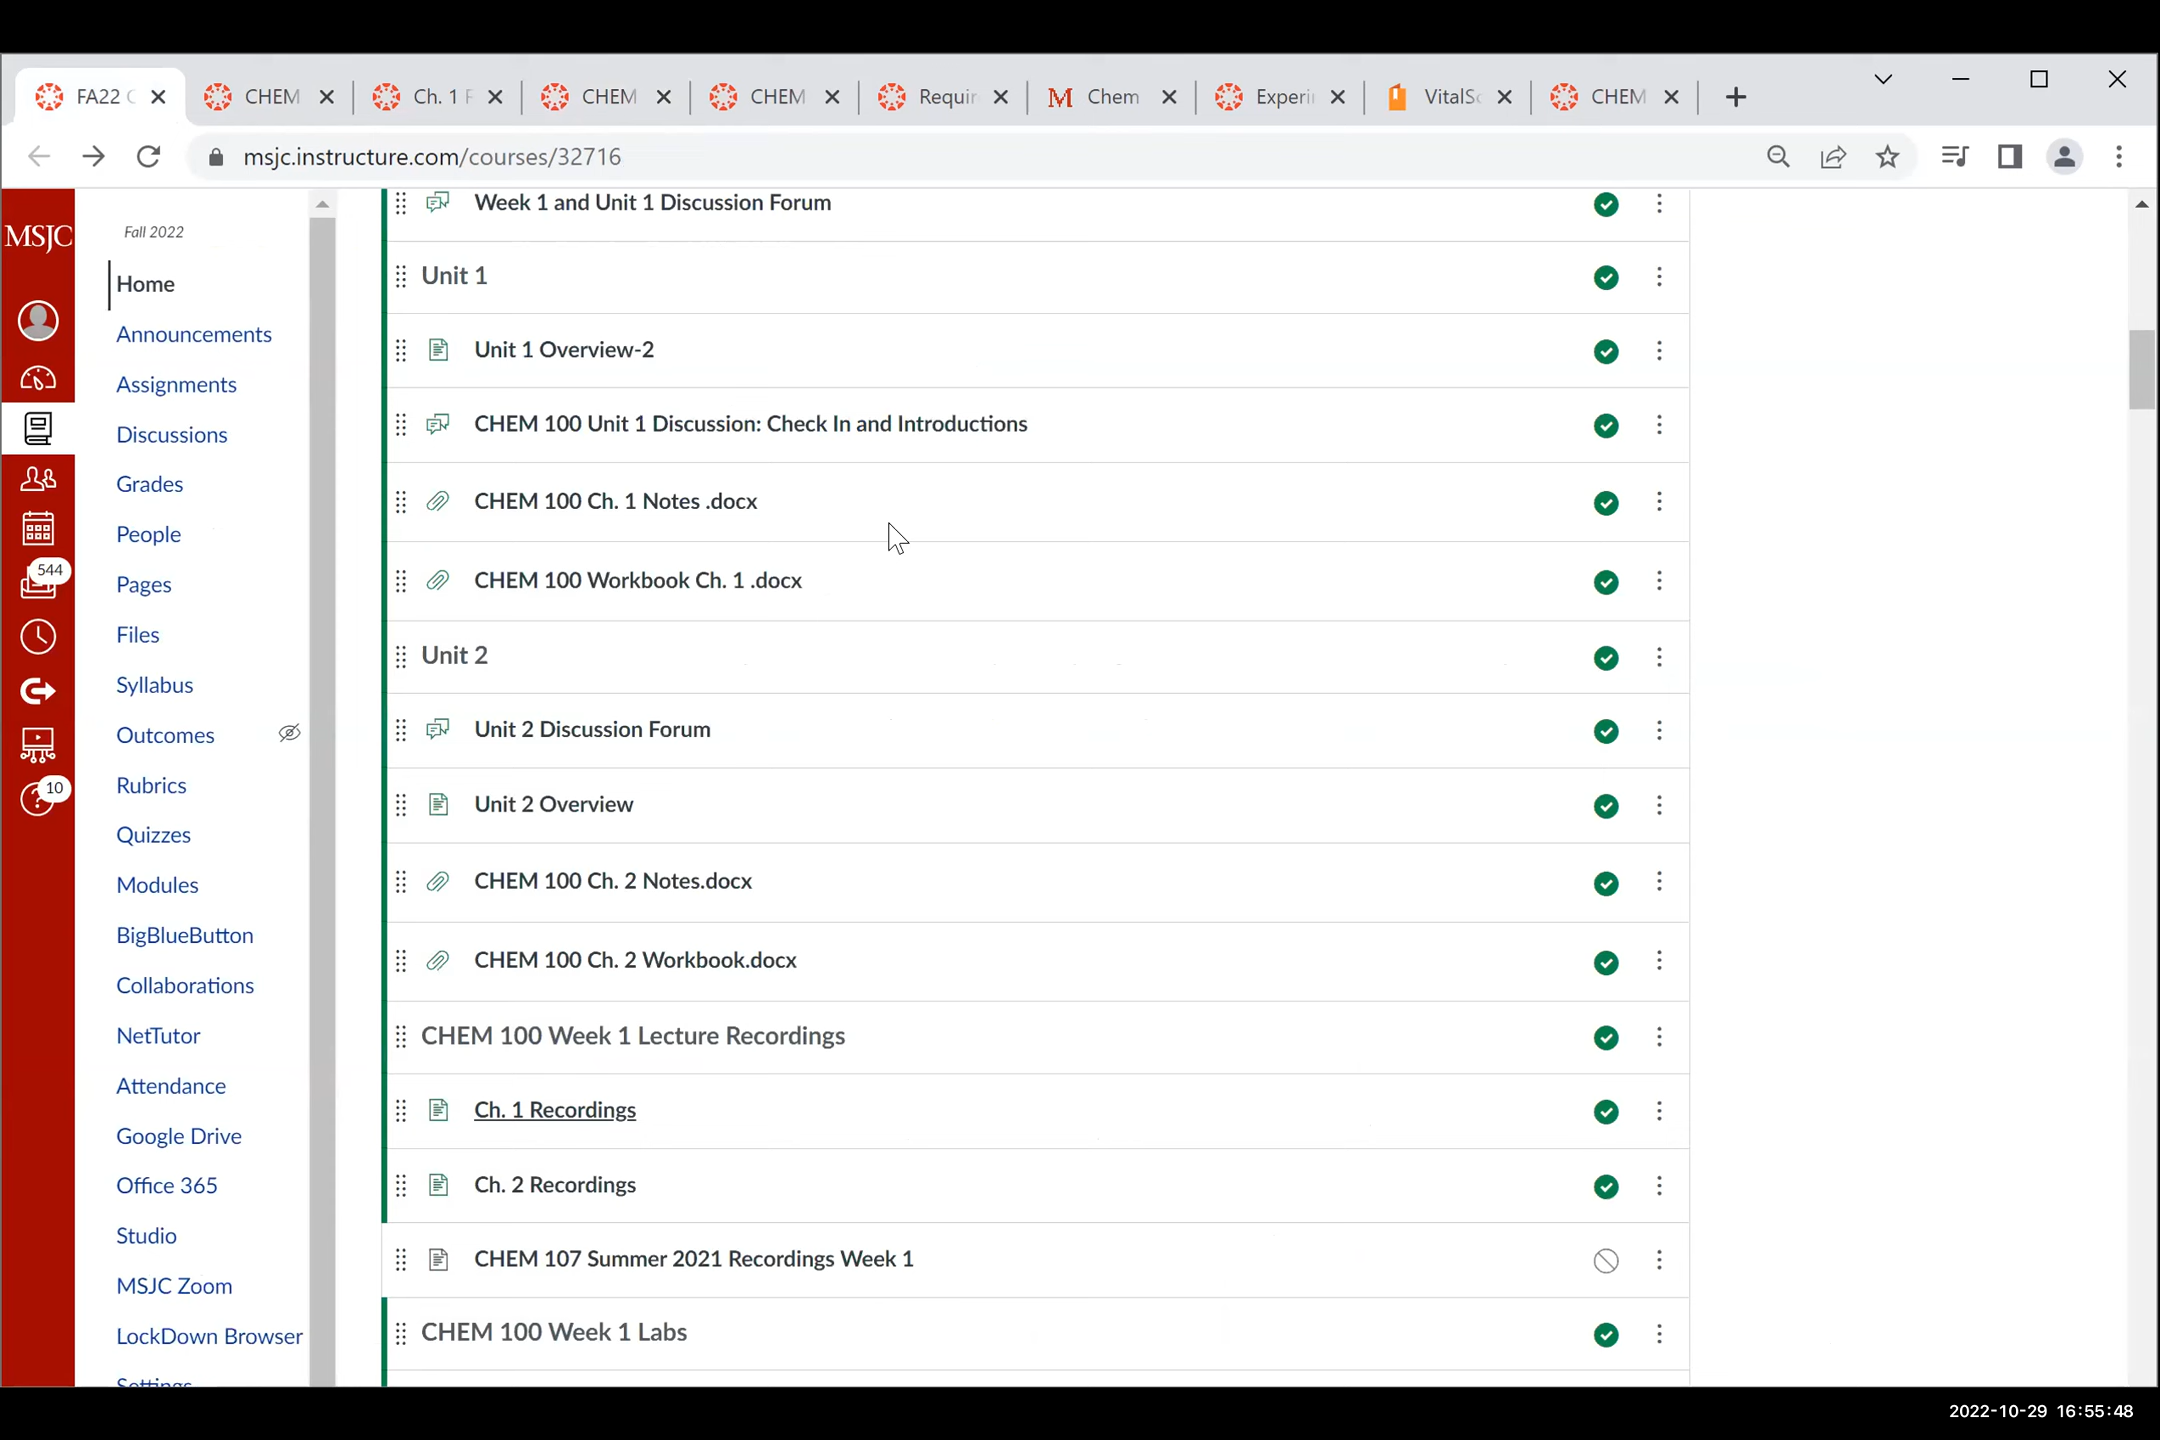 FA22 C
CHEM
Ch. 1 R
CHEM
CHEM
Requir
Chem
Experi
VitalSo
CHEM
msjc.instructure.com/courses/32716
MSJC
544
10
Fall 2022
Home
Announcements
Assignments
Discussions
Grades
People
Pages
Files
Syllabus
Outcomes
Rubrics
Quizzes
Modules
BigBlueButton
Collaborations
NetTutor
Attendance
Google Drive
Office 365
Studio
MSJC Zoom
LockDown Browser
Settings
Week 1 and Unit 1 Discussion Forum
Unit 1
Unit 1 Overview-2
CHEM 100 Unit 1 Discussion: Check In and Introductions
CHEM 100 Ch. 1 Notes .docx
CHEM 100 Workbook Ch. 1 .docx
Unit 2
Unit 2 Discussion Forum
Unit 2 Overview
CHEM 100 Ch. 2 Notes.docx
CHEM 100 Ch. 2 Workbook.docx
CHEM 100 Week 1 Lecture Recordings
Ch. 1 Recordings
Ch. 2 Recordings
CHEM 107 Summer 2021 Recordings Week 1
CHEM 100 Week 1 Labs
2022-10-29 16:55:48